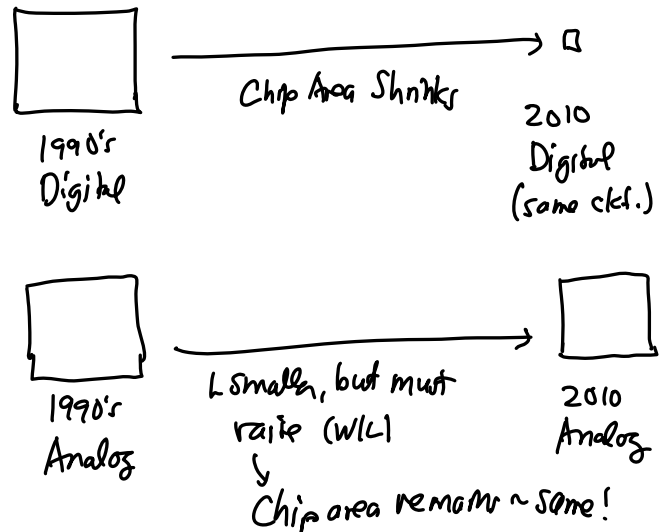 Chip Area Shrinks
1990's
Digital
2010
Digital
(same ckt.)
L smaller, but must
raise (W/L)
Chip area remains ~ same!
1990's
Analog
2010
Analog